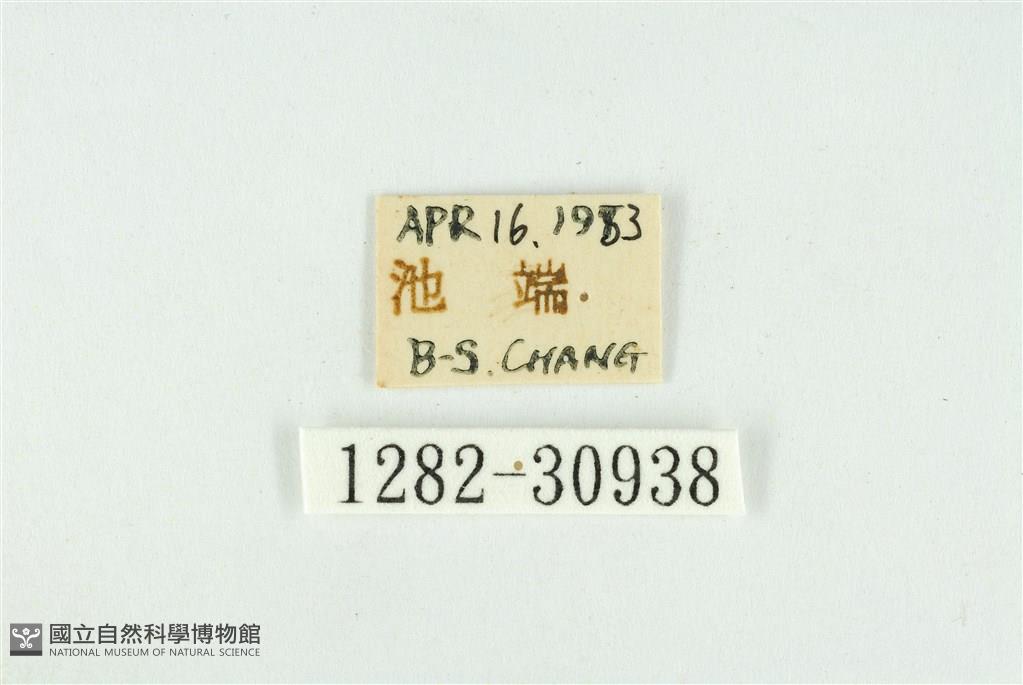 APR 16. 1983
池 端.
B-S. CHANG
1282-30938
國立自然科學博物館
NATIONAL MUSEUM OF NATURAL SCIENCE